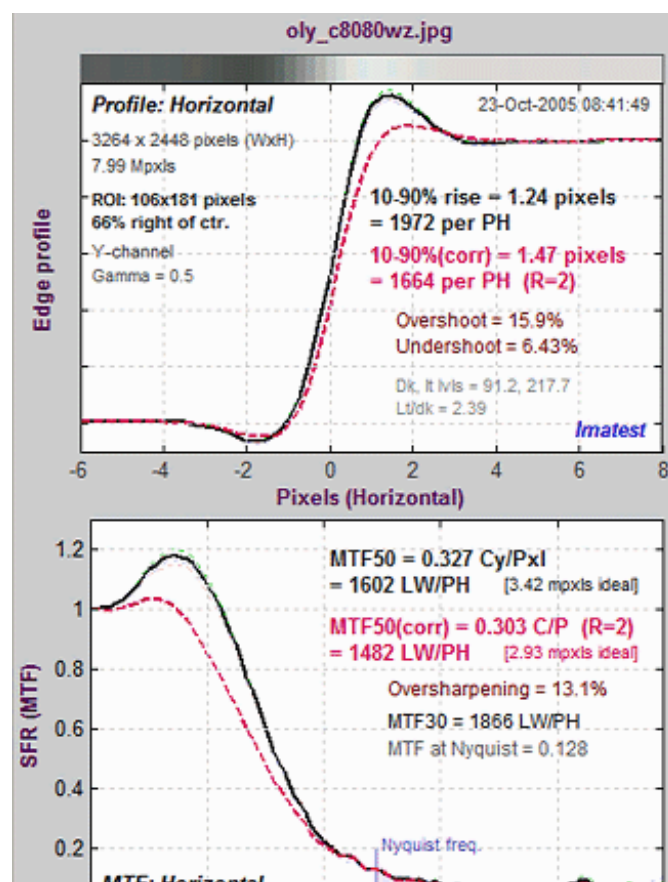 oly_c8080wz.jpg
Profile: Horizontal
23-Oct-2005 08:41:49
3264 x 2448 pixels (WxH)
7.99 Mpxls
ROI: 106x181 pixels
66% right of ctr.
Y-channel
Gamma = 0.5
10-90% rise = 1.24 pixels
= 1972 per PH
10-90%(corr) = 1.47 pixels
= 1664 per PH (R=2)
Overshoot = 15.9%
Undershoot = 6.43%
Dk, lt lvls = 91.2, 217.7
Lt/dk = 2.39
Imatest
Edge profile
-6 -4 -2 0 2 4 6 8
Pixels (Horizontal)
MTF50 = 0.327 Cy/Pxl
= 1602 LW/PH [3.42 mpxls ideal]
MTF50(corr) = 0.303 C/P (R=2)
= 1482 LW/PH [2.93 mpxls ideal]
Oversharpening = 13.1%
MTF30 = 1866 LW/PH
MTF at Nyquist = 0.128
Nyquist freq.
SFR (MTF)
1.2
1
0.8
0.6
0.4
0.2
MTF: Horizontal